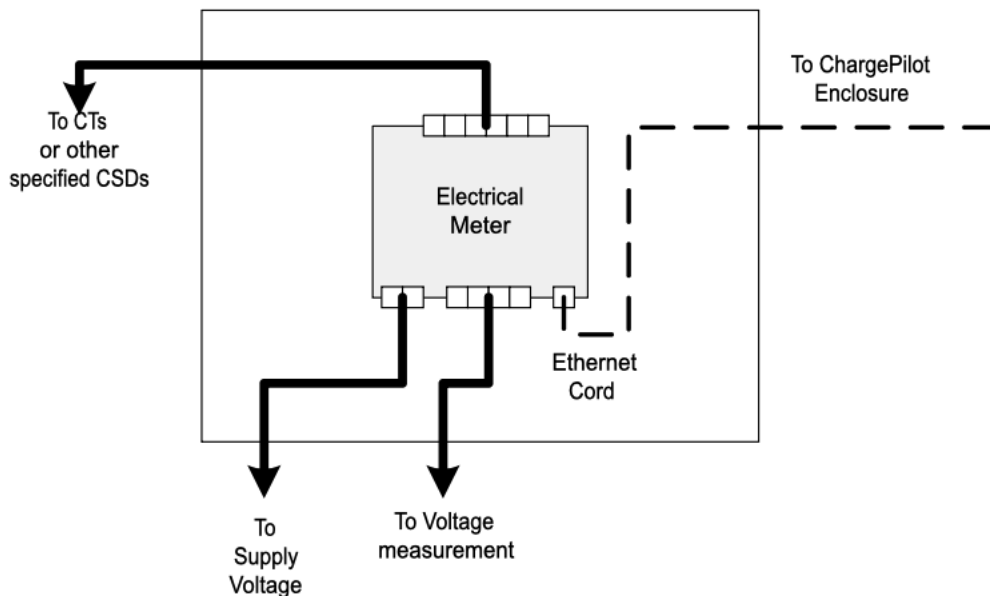 To ChargePilot
Enclosure
To CTs
or other
specified CSDs
Electrical
Meter
Ethernet
Cord
To
Supply
Voltage
To Voltage
measurement